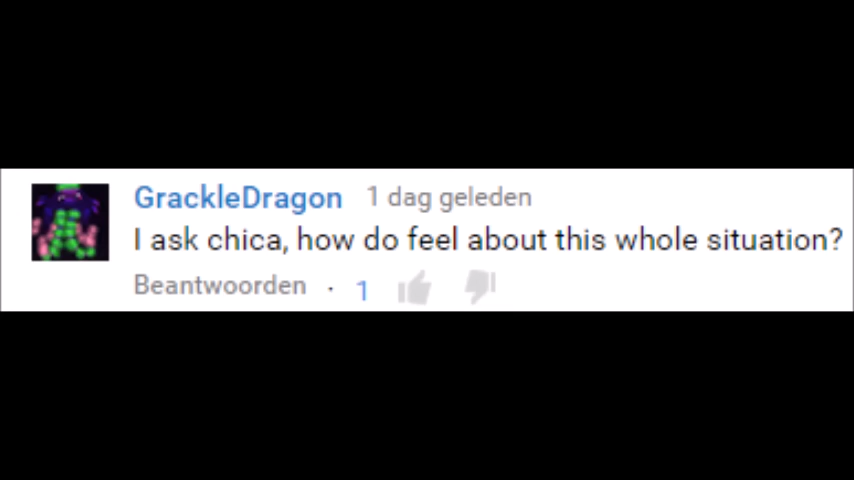 GrackleDragon 1 dag geleden
I ask chica, how do feel about this whole situation?
Beantwoorden · 1